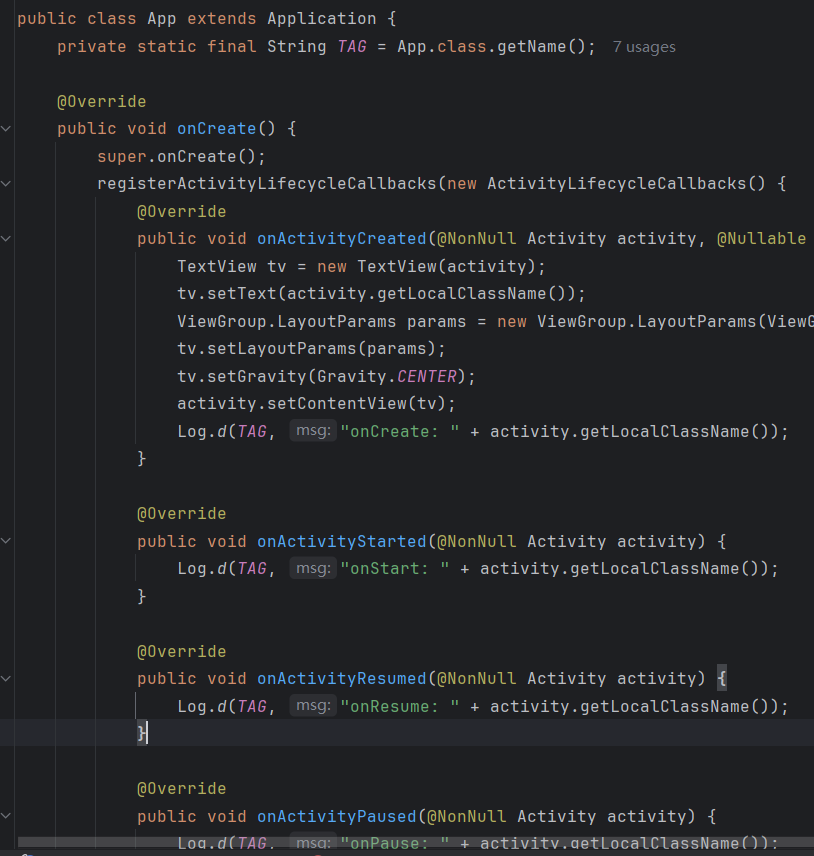 public class App extends Application {
private static final String TAG = App.class.getName(); 7 usages
@Override
public void onCreate() {
super.onCreate();
registerActivityLifecycleCallbacks(new ActivityLifecycleCallbacks() {
@Override
public void onActivityCreated(@NonNull Activity activity, @Nullable
TextView tv = new TextView(activity);
tv.setText(activity.getLocalClassName());
ViewGroup.LayoutParams params = new ViewGroup.LayoutParams(ViewG
tv.setLayoutParams(params);
tv.setGravity(Gravity.CENTER);
activity.setContentView(tv);
Log.d(TAG, msg: "onCreate: " + activity.getLocalClassName());
}
@Override
public void onActivityStarted(@NonNull Activity activity) {
Log.d(TAG, msg: "onStart: " + activity.getLocalClassName());
}
@Override
public void onActivityResumed(@NonNull Activity activity) {
Log.d(TAG, msg: "onResume: " + activity.getLocalClassName());
}
@Override
public void onActivityPaused(@NonNull Activity activity) {
Log.d(TAG, msg: "onPause: " + activity.getLocalClassName());